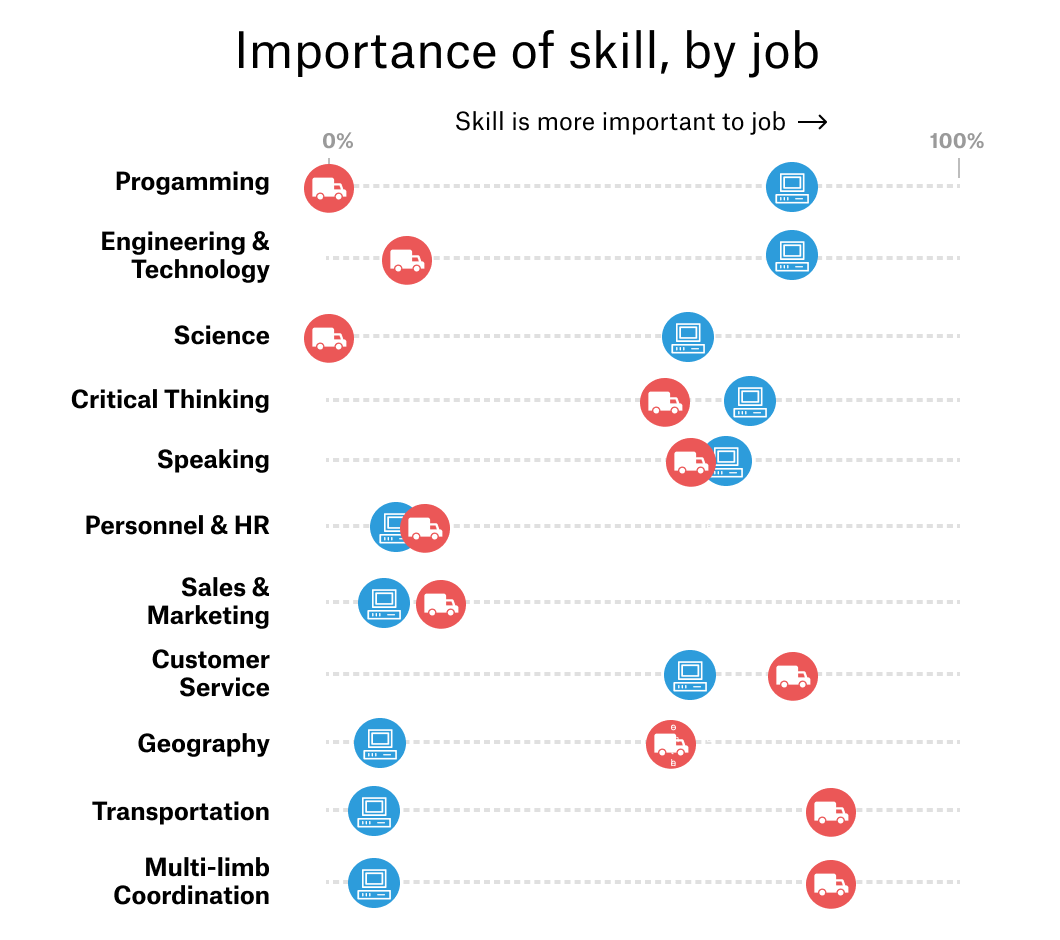 Importance of skill, by job
Skill is more important to job →
0%
100%
Progamming
Engineering &
Technology
Science
Critical Thinking
Speaking
Personnel & HR
Sales &
Marketing
Customer
Service
Geography
Transportation
Multi-limb
Coordination